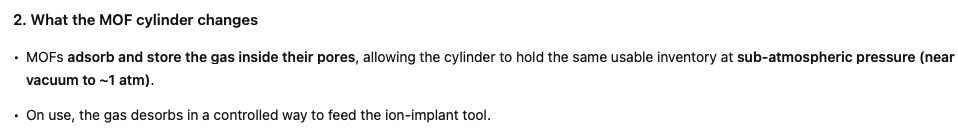 2. What the MOF cylinder changes
• MOFs adsorb and store the gas inside their pores, allowing the cylinder to hold the same usable inventory at sub-atmospheric pressure (near
vacuum to ~1 atm).
• On use, the gas desorbs in a controlled way to feed the ion-implant tool.